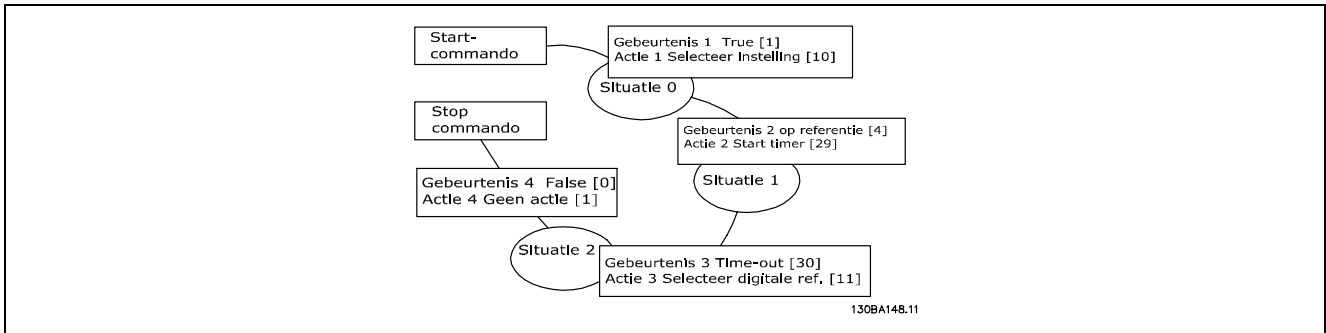 Start-
commando
Gebeurtenis 1 True [1]
Actie 1 Selecteer Instelling [10]
Situatie 0
Stop
commando
Gebeurtenis 2 op referentie [4]
Actie 2 Start timer [29]
Situatie 1
Gebeurtenis 4 False [0]
Actie 4 Geen actie [1]
Situatie 2
Gebeurtenis 3 Time-out [30]
Actie 3 Selecteer digitale ref. [11]
130BA148.11